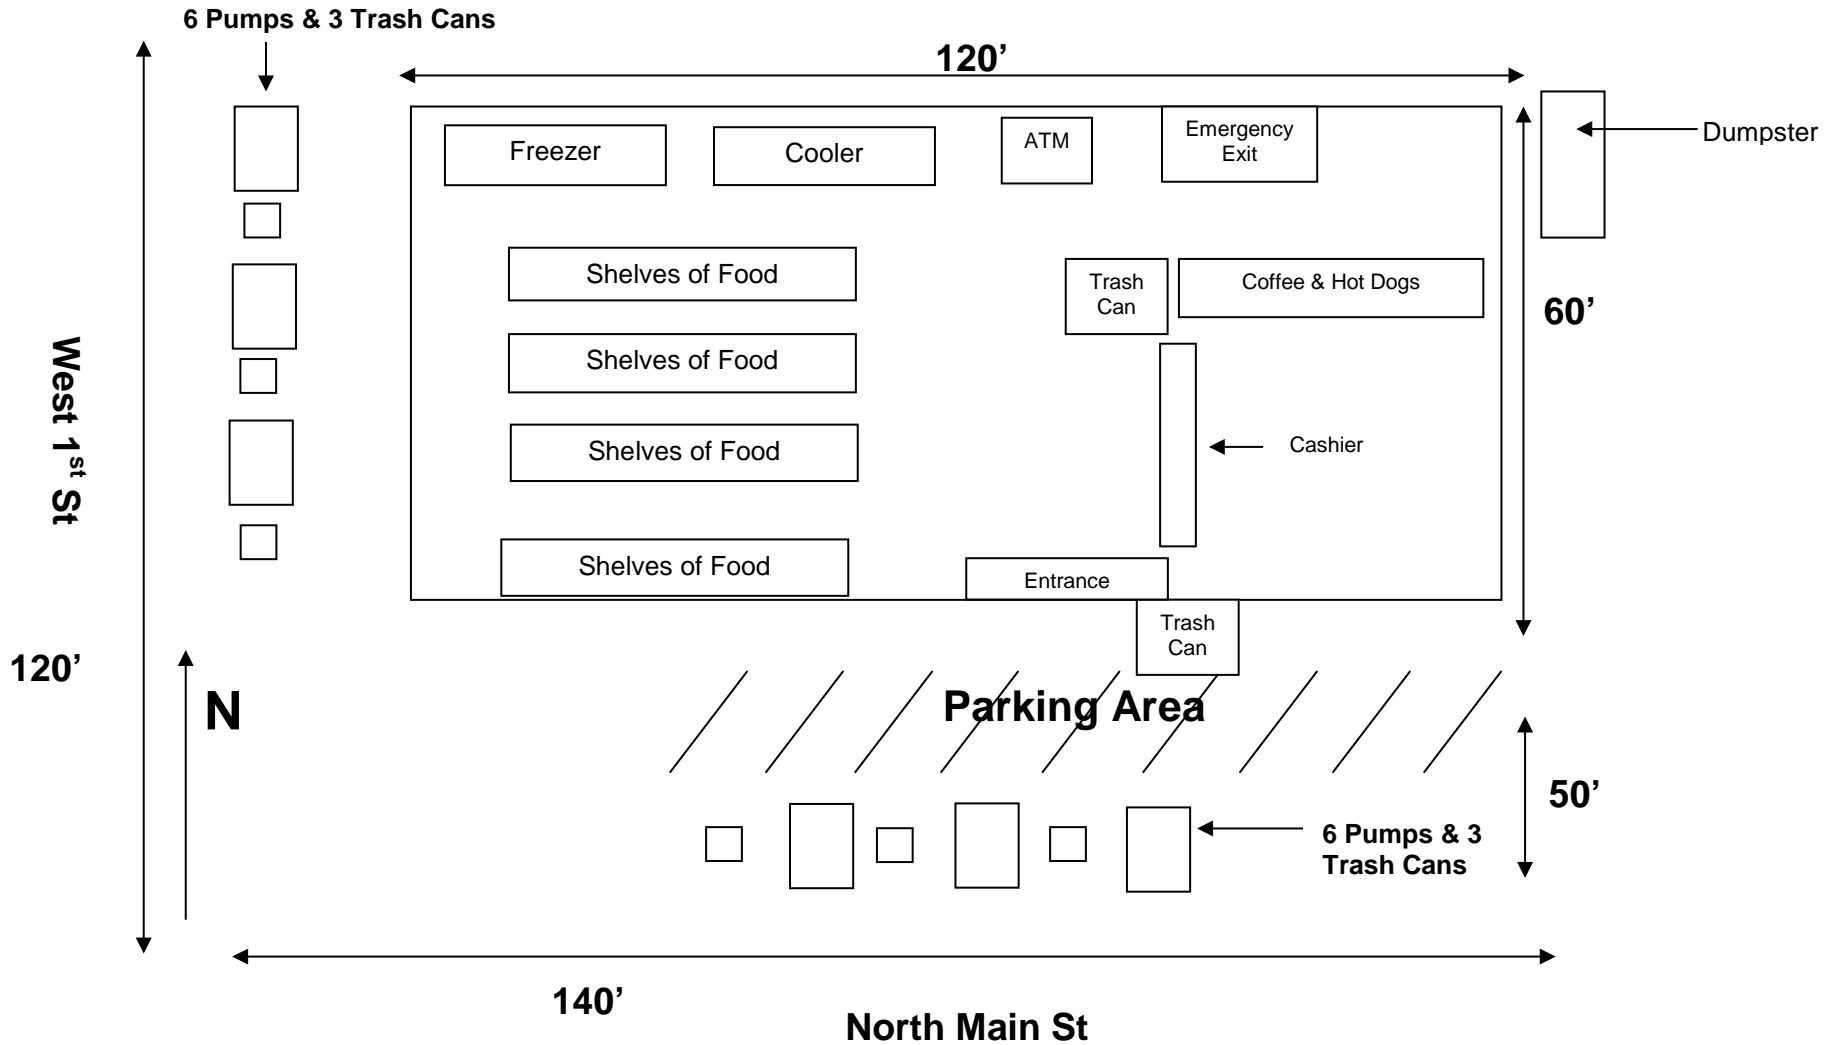 6 Pumps & 3 Trash Cans
120’
Freezer
Cooler
ATM
Emergency
Exit
Dumpster
Shelves of Food
Trash
Can
Coffee & Hot Dogs
60’
Shelves of Food
West 1st St
Shelves of Food
Cashier
Shelves of Food
Entrance
Trash
Can
120’
N
Parking Area
50’
6 Pumps & 3
Trash Cans
140’
North Main St